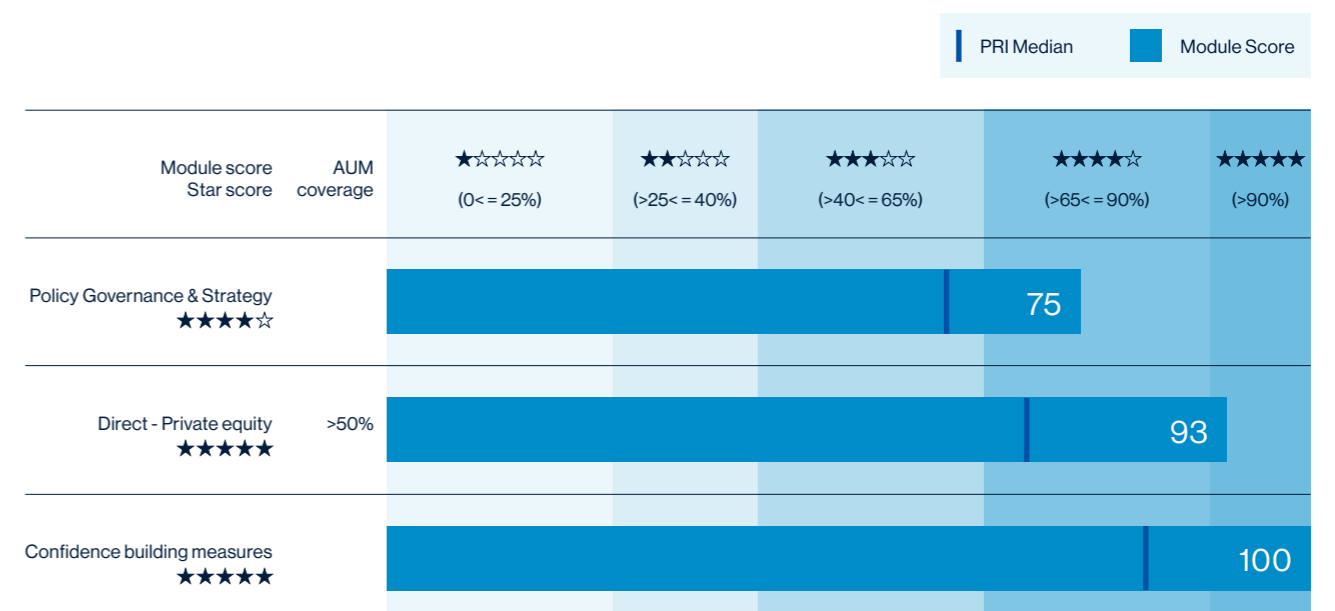 PRI Median Module Score
Module score AUM ★☆☆☆☆ ★★☆☆☆ ★★★☆☆ ★★★★☆ ★★★★★
Star score coverage (0<=25%) (>25<=40%) (>40<=65%) (>65<=90%) (>90%)
Policy Governance & Strategy
★★★★☆
75
Direct - Private equity >50%
★★★★★
93
Confidence building measures
★★★★★
100